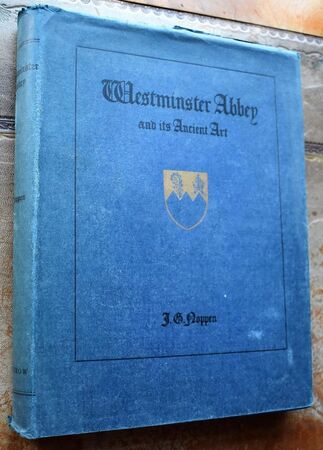 Westminster Abbey
and its Ancient Art
J. G. Noppen